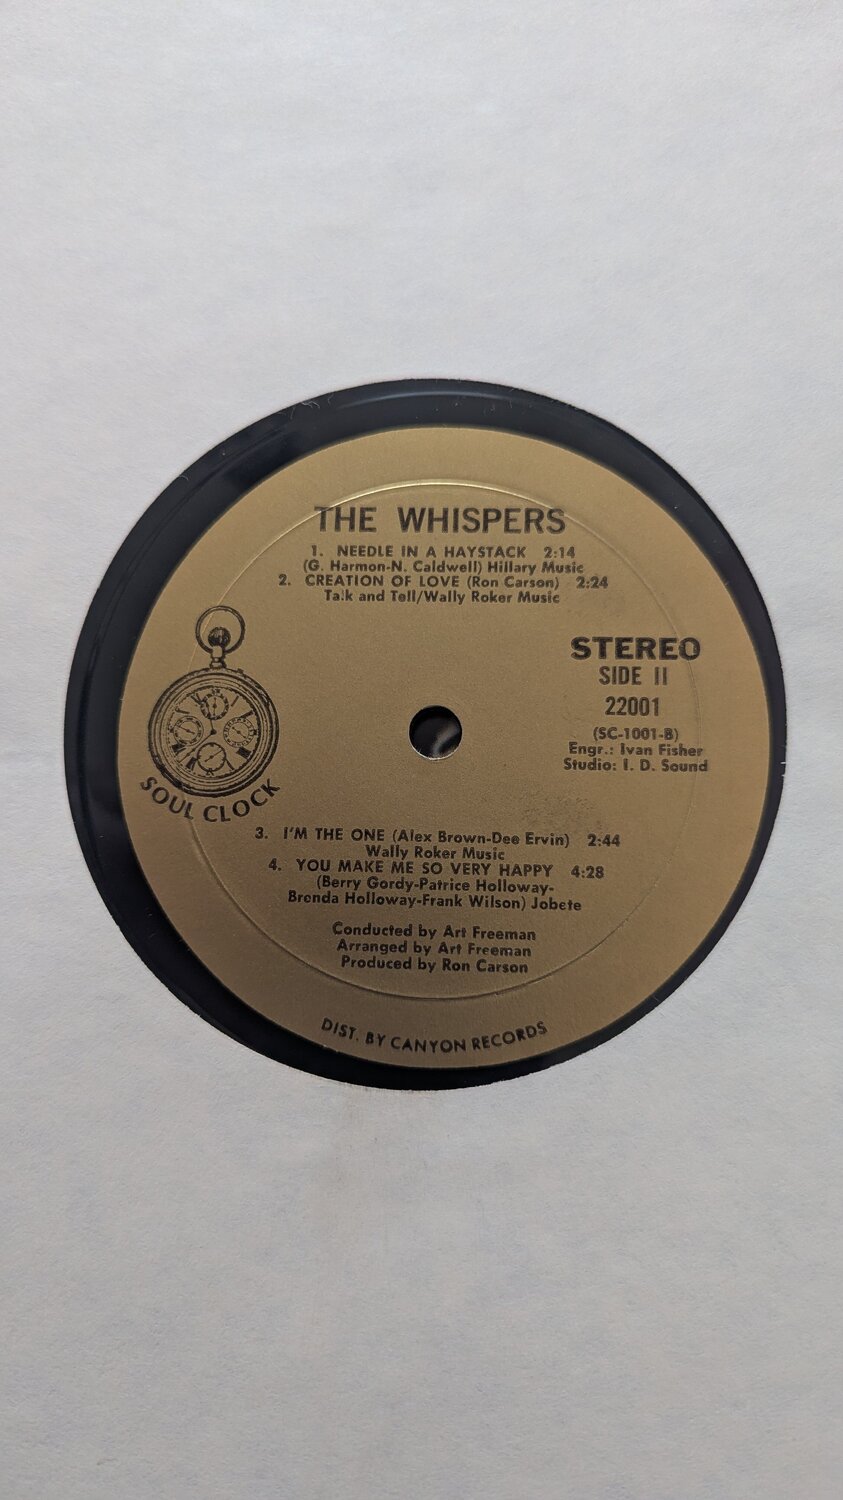 THE WHISPERS
1. NEEDLE IN A HAYSTACK 2:14
(G. Harmon-N. Caldwell) Hillary Music
2. CREATION OF LOVE (Ron Carson) 2:24
Talk and Tell/Wally Roker Music
STEREO
SIDE II
22001
(SC-1001-B)
Engr.: Ivan Fisher
Studio: I. D. Sound
SOUL CLOCK
3. I'M THE ONE (Alex Brown-Dee Ervin) 2:44
Wally Roker Music
4. YOU MAKE ME SO VERY HAPPY 4:28
(Berry Gordy-Patrice Holloway-
Brenda Holloway-Frank Wilson) Jobete
Conducted by Art Freeman
Arranged by Art Freeman
Produced by Ron Carson
DIST. BY CANYON RECORDS